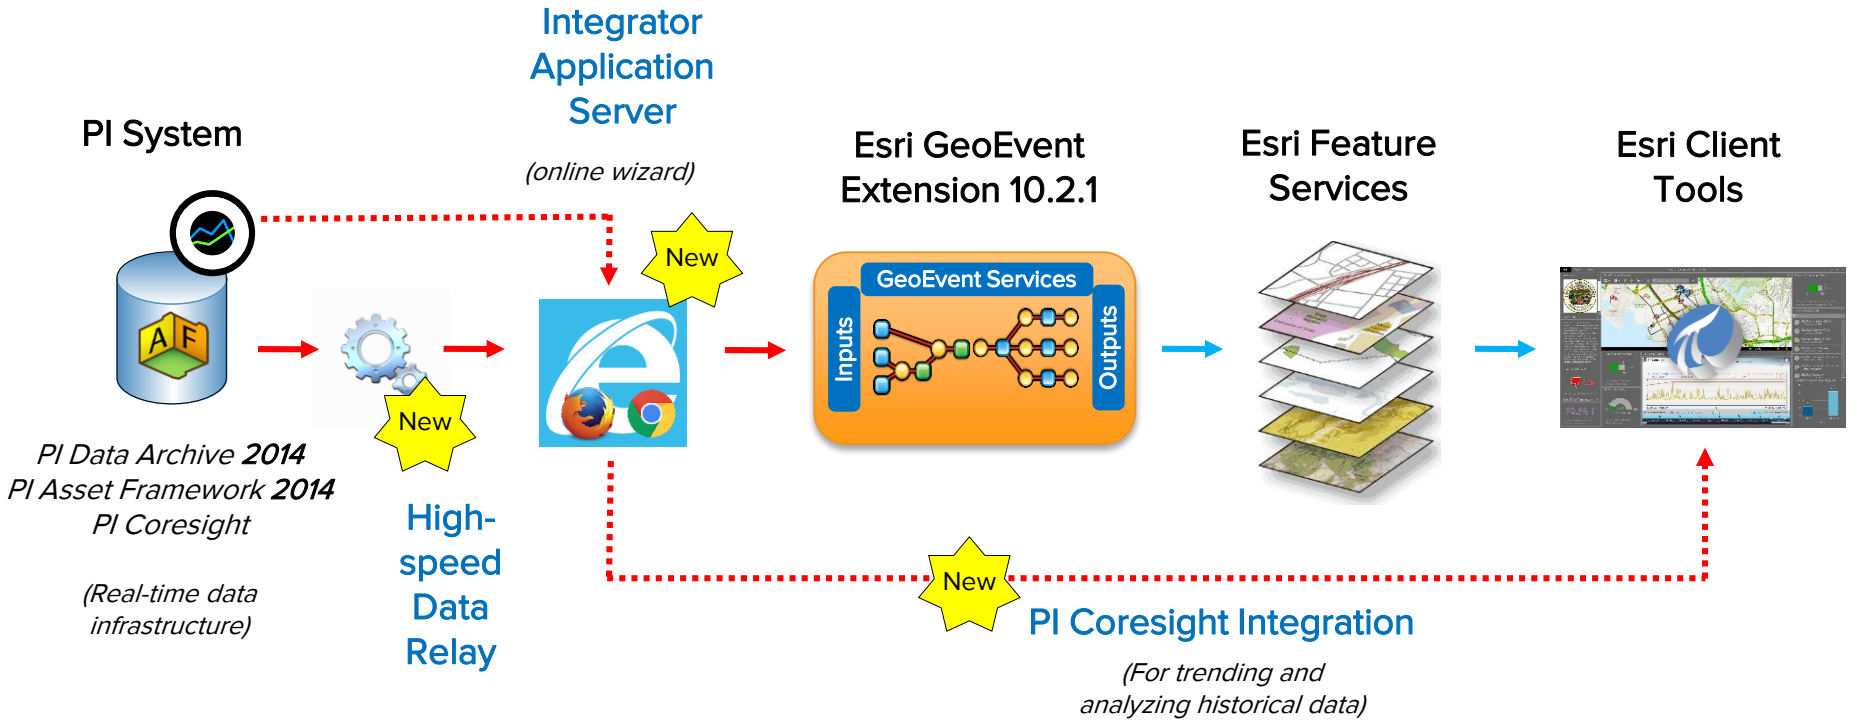 Integrator
Application
Server
(online wizard)
PI System
Esri GeoEvent
Extension 10.2.1
Esri Feature
Services
Esri Client
Tools
New
GeoEvent Services
Inputs
Outputs
A F
New
PI Data Archive 2014
PI Asset Framework 2014
PI Coresight
(Real-time data
infrastructure)
High-
speed
Data
Relay
New
PI Coresight Integration
(For trending and
analyzing historical data)